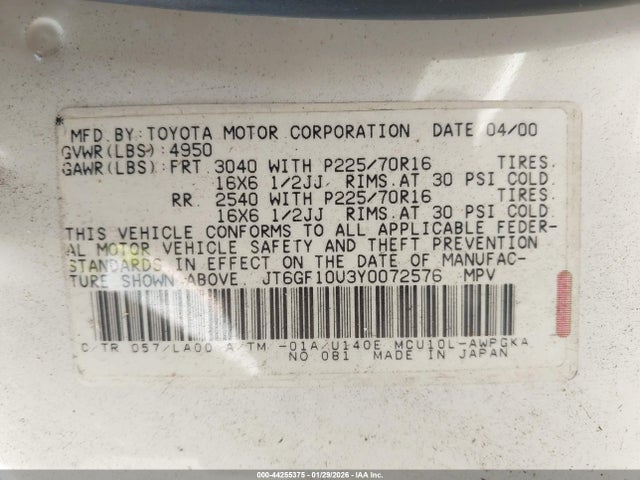 MFD. BY: TOYOTA MOTOR CORPORATION DATE 04/00
GVWR(LBS): 4950
GAWR(LBS): FRT 3040 WITH P225/70R16 TIRES.
16X6 1/2JJ RIMS.AT 30 PSI COLD
RR 2540 WITH P225/70R16 TIRES.
16X6 1/2JJ RIMS.AT 30 PSI COLD
THIS VEHICLE CONFORMS TO ALL APPLICABLE FEDER-
AL MOTOR VEHICLE SAFETY AND THEFT PREVENTION
STANDARDS IN EFFECT ON THE DATE OF MANUFAC-
TURE SHOWN ABOVE. JT6GF10U3Y0072576 MPV
C/TR 057/LA00 A/TM -01A/U140E MCU10L-AWPGKA
NO 081 MADE IN JAPAN
000-44255375 - 01/29/2026 - IAAI.COM